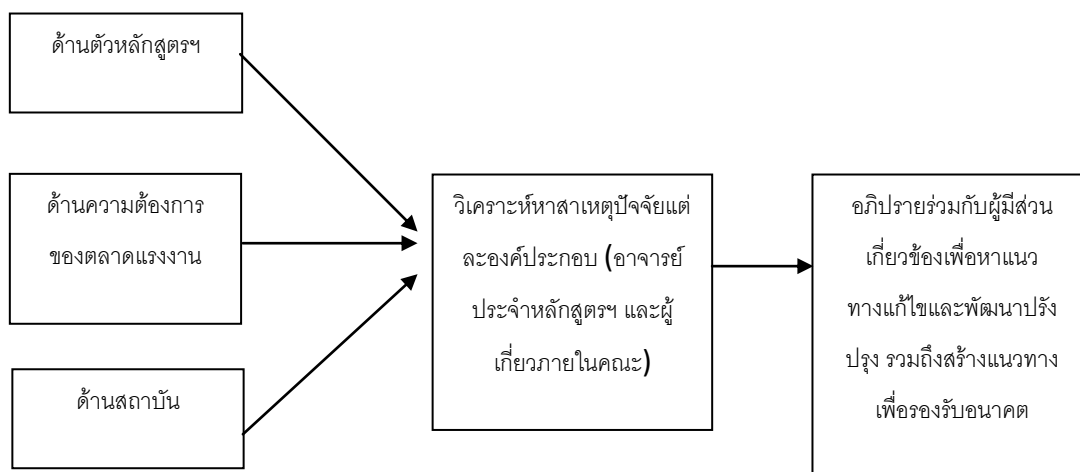 ด้านตัวหลักสูตรฯ
ด้านความต้องการ
ของตลาดแรงงาน
ด้านสถาบัน
วิเคราะห์หาสาเหตุปัจจัยแต่
ละองค์ประกอบ (อาจารย์
ประจำหลักสูตรฯ และผู้
เกี่ยวภายในคณะ)
อภิปรายร่วมกับผู้มีส่วน
เกี่ยวข้องเพื่อหาแนว
ทางแก้ไขและพัฒนาปรัง
ปรุง รวมถึงสร้างแนวทาง
เพื่อรองรับอนาคต